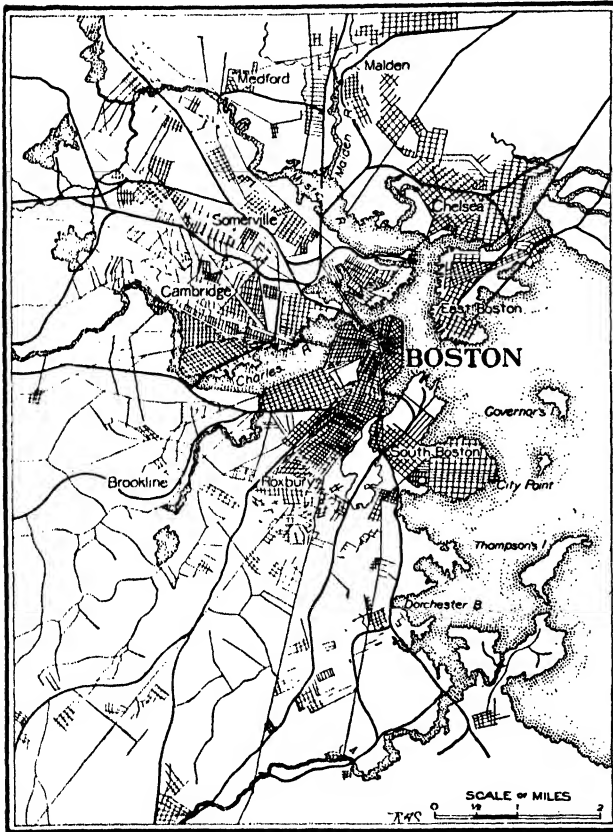 Medford
Malden
Malden R.
Chelsea
Somerville
Cambridge
East Boston
Charles R.
BOSTON
Governor's I.
South Boston
City Point
Brookline
Roxbury
Thompson's I.
Dorchester B.
SCALE OF MILES
0 1/2 1 2